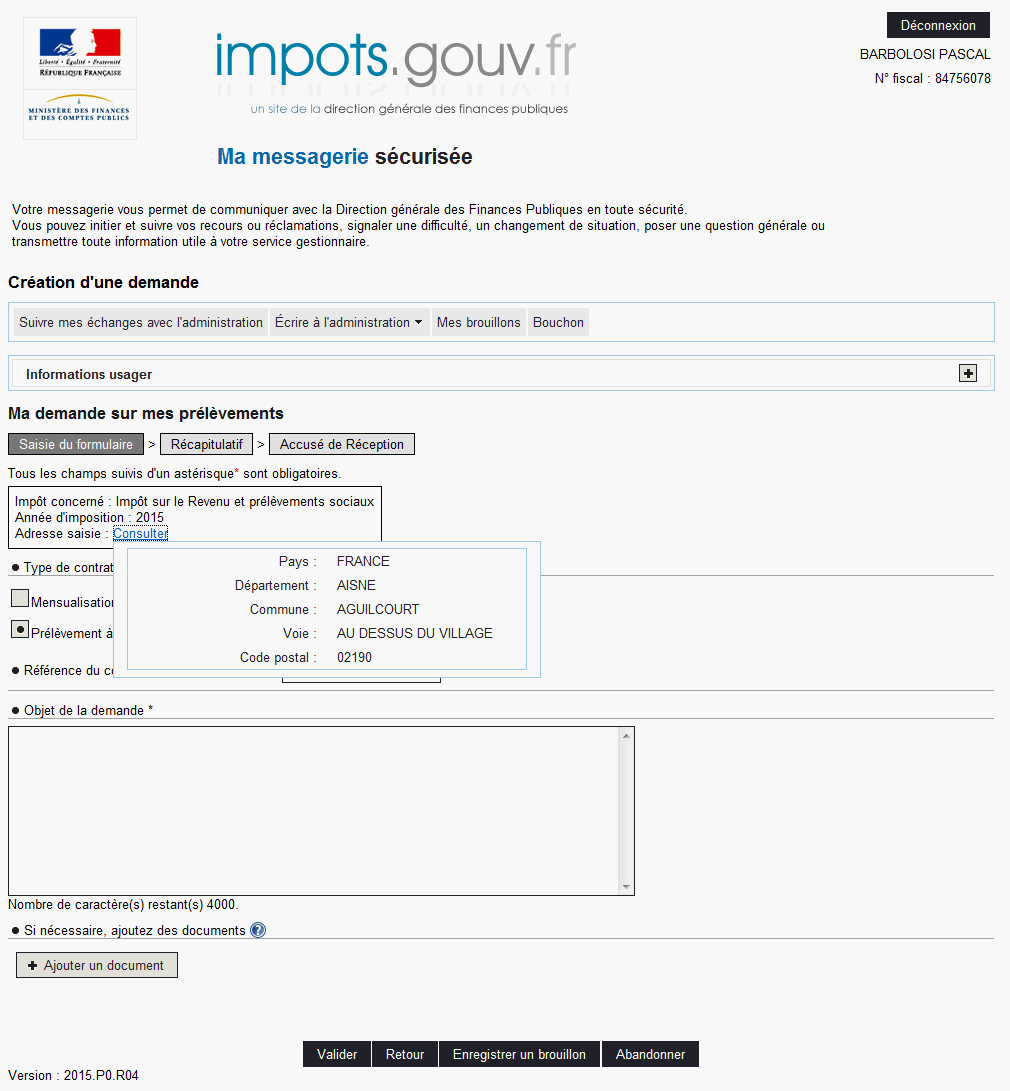 Déconnexion
Liberté • Égalité • Fraternité
RÉPUBLIQUE FRANÇAISE
MINISTÈRE DES FINANCES
ET DES COMPTES PUBLICS
impots.gouv.fr
un site de la direction générale des finances publiques
BARBOLOSI PASCAL
N° fiscal : 84756078
Ma messagerie sécurisée
Votre messagerie vous permet de communiquer avec la Direction générale des Finances Publiques en toute sécurité.
Vous pouvez initier et suivre vos recours ou réclamations, signaler une difficulté, un changement de situation, poser une question générale ou
transmettre toute information utile à votre service gestionnaire.
Création d'une demande
Suivre mes échanges avec l'administration Écrire à l'administration Mes brouillons Bouchon
Informations usager
Ma demande sur mes prélèvements
Saisie du formulaire > Récapitulatif > Accusé de Réception
Tous les champs suivis d'un astérisque* sont obligatoires.
Impôt concerné : Impôt sur le Revenu et prélèvements sociaux
Année d'imposition : 2015
Adresse saisie : Consulter
Pays : FRANCE
Département : AISNE
Commune : AGUILCOURT
Voie : AU DESSUS DU VILLAGE
Code postal : 02190
Type de contrat
Mensualisation
Prélèvement à
Référence du
Objet de la demande *
Nombre de caractère(s) restant(s) 4000.
Si nécessaire, ajoutez des documents ?
Ajouter un document
Valider Retour Enregistrer un brouillon Abandonner
Version : 2015.P0.R04